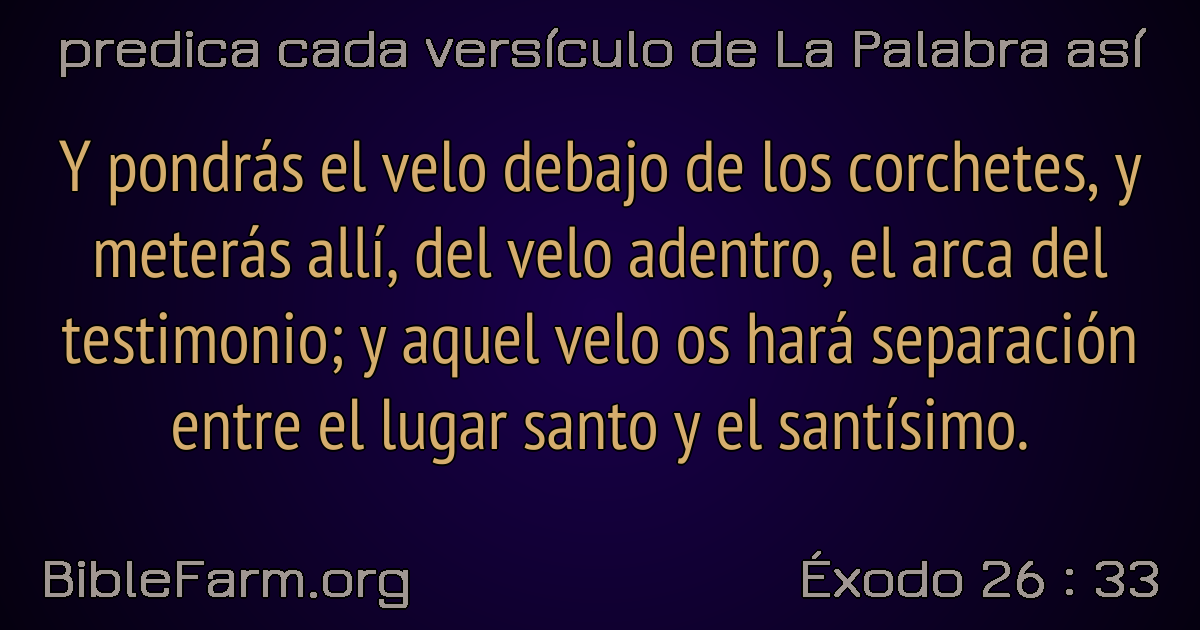 predica cada versículo de La Palabra así
Y pondrás el velo debajo de los corchetes, y
meterás allí, del velo adentro, el arca del
testimonio; y aquel velo os hará separación
entre el lugar santo y el santísimo.
BibleFarm.org
Éxodo 26 : 33